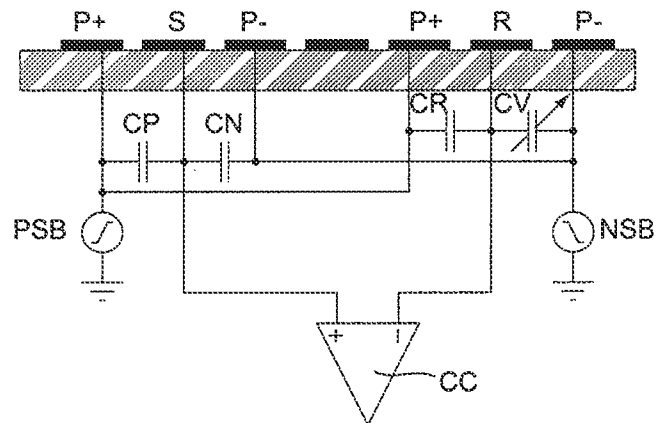 P+ S P- P+ R P-
CR CV
CP CN
PSB NSB
+ -
CC